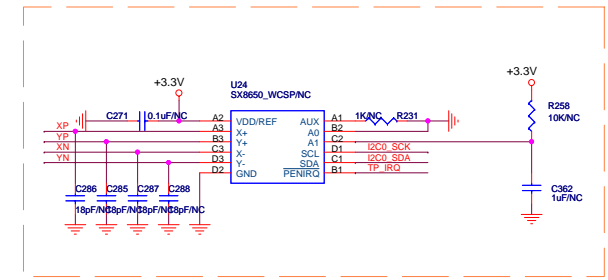 +3.3V
+3.3V
U24
SX8650_WCSP/NC
C271
0.1uF/NC
1K/NC
R231
R258
10K/NC
XP
YP
XN
YN
A2
A3
B3
C3
D3
D2
VDD/REF
X+
Y+
X-
Y-
GND
AUX
A0
A1
SCL
SDA
PENIRQ
A1
B2
C2
D1
C1
B1
I2C0_SCK
I2C0_SDA
TP_IRQ
C286
C285
C287
C288
18pF/NC
18pF/NC
18pF/NC
18pF/NC
C362
1uF/NC